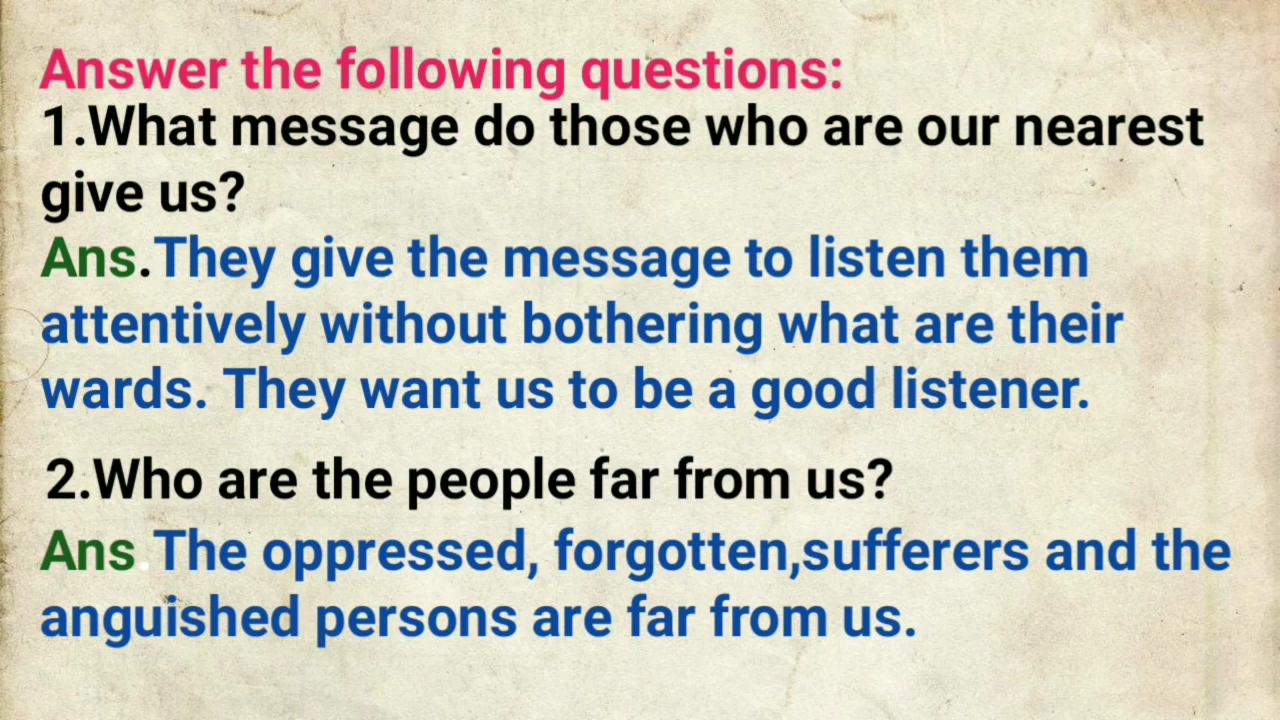 Answer the following questions:
1.What message do those who are our nearest
give us?
Ans.They give the message to listen them
attentively without bothering what are their
wards. They want us to be a good listener.
2.Who are the people far from us?
Ans.The oppressed, forgotten,sufferers and the
anguished persons are far from us.